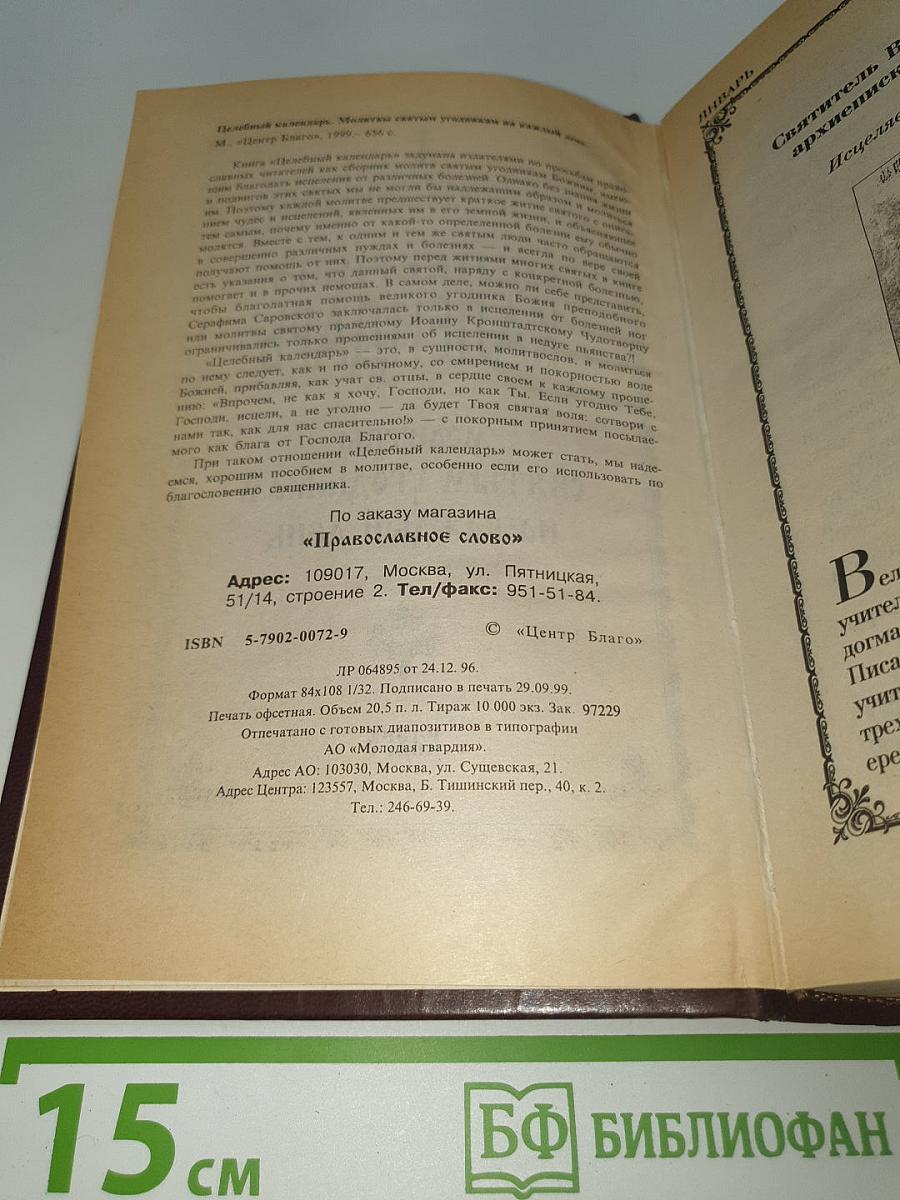 Целебный календарь. Молитвы святым угодникам на каждый день.
М., «Центр Благо», 1999.– 656 с.
Книга «Целебный календарь» задумана издателями по просьбам право-
славных читателей как сборник молитв святым угодникам Божиим, имею-
щим благодать исцеления от различных болезней. Однако без знания жизни
и подвигов этих святых мы не могли бы надлежащим образом и молиться
им. Поэтому каждой молитве предшествует краткое житие святого с описа-
нием чудес и исцелений, явленных им в его земной жизни, и объясняющее
тем самым, почему именно от какой-то определенной болезни ему обычно
молятся. Вместе с тем, к одним и тем же святым люди часто обращаются
в совершенно различных нуждах и болезнях — и всегда по вере своей
получают помощь от них. Поэтому перед житиями многих святых в книге
есть указания о том, что данный святой, наряду с конкретной болезнью,
помогает и в прочих немощах. В самом деле, можно ли себе представить,
чтобы благодатная помощь великого угодника Божия преподобного
Серафима Саровского заключалась только в исцелении от болезней ног
или молитвы святому праведному Иоанну Кронштадтскому Чудотворцу
ограничивались только прошениями об исцелении в недуге пьянства?!
«Целебный календарь» — это, в сущности, молитвослов, и молиться
по нему следует, как и по обычному, со смирением и покорностью воле
Божией, прибавляя, как учат св. отцы, в сердце своем к каждому проше-
нию: «Впрочем, не как я хочу, Господи, но как Ты. Если угодно Тебе,
Господи, исцели, а не угодно — да будет Твоя святая воля: сотвори с
нами так, как для нас спасительно!» — с покорным принятием посылае-
мого как блага от Господа Благого.
При таком отношении «Целебный календарь» может стать, мы наде-
емся, хорошим пособием в молитве, особенно если его использовать по
благословению священника.
По заказу магазина
«Православное слово»
Адрес: 109017, Москва, ул. Пятницкая,
51/14, строение 2. Тел/факс: 951-51-84.
ISBN 5-7902-0072-9
© «Центр Благо»
ЛР 064895 от 24.12. 96.
Формат 84х108 1/32. Подписано в печать 29.09.99.
Печать офсетная. Объем 20,5 п. л. Тираж 10 000 экз. Зак. 97229
Отпечатано с готовых диапозитивов в типографии
АО «Молодая гвардия».
Адрес АО: 103030, Москва, ул. Сущевская, 21.
Адрес Центра: 123557, Москва, Б. Тишинский пер., 40, к. 2.
Тел.: 246-69-39.
ЯНВАРЬ
Святитель В
архиеписк
Исцеляе
Вел
учител
догма
Писа
учит
трех
ере
15 см
БФ БИБЛИОФАН